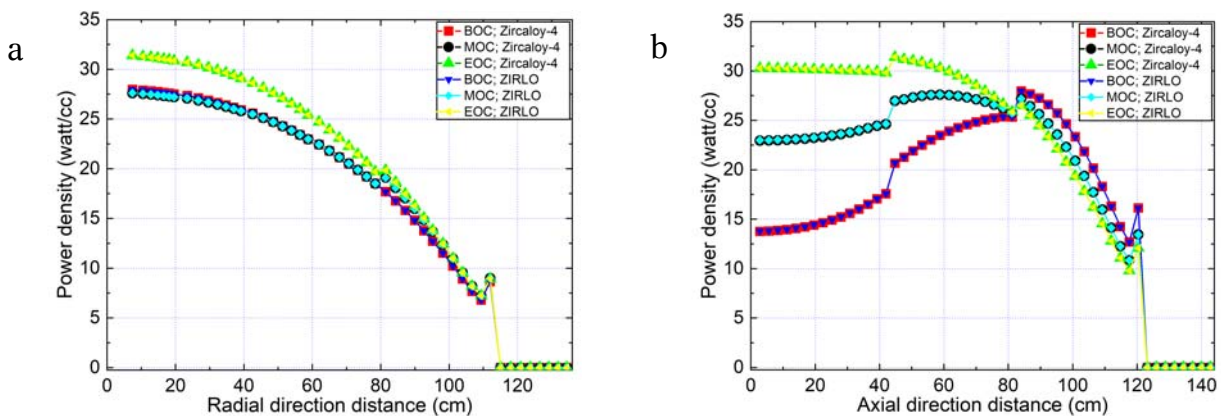 a
35
30
25
20
15
10
5
0
Power density (watt/cc)
0 20 40 60 80 100 120
Radial direction distance (cm)
BOC; Zircaloy-4
MOC; Zircaloy-4
EOC; Zircaloy-4
BOC; ZIRLO
MOC; ZIRLO
EOC; ZIRLO
b
35
30
25
20
15
10
5
0
Power density (watt/cc)
0 20 40 60 80 100 120 140
Axial direction distance (cm)
BOC; Zircaloy-4
MOC; Zircaloy-4
EOC; Zircaloy-4
BOC; ZIRLO
MOC; ZIRLO
EOC; ZIRLO